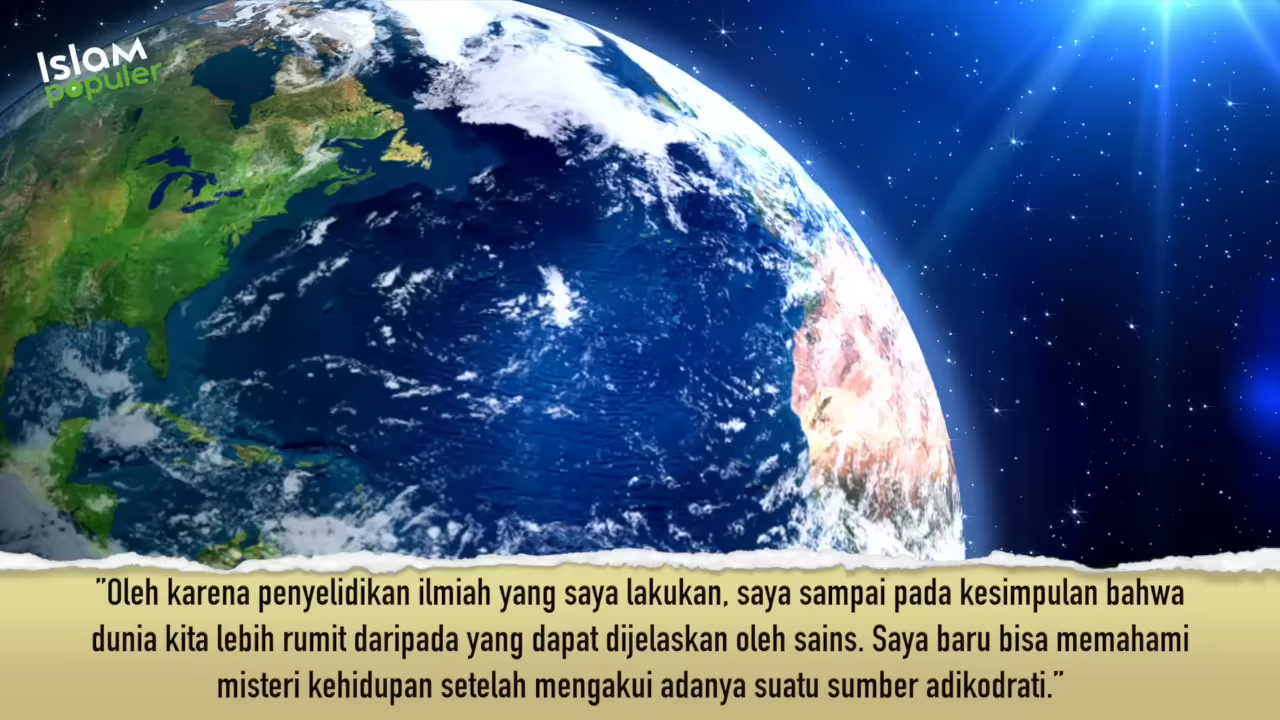 Islam
populer
”Oleh karena penyelidikan ilmiah yang saya lakukan, saya sampai pada kesimpulan bahwa
dunia kita lebih rumit daripada yang dapat dijelaskan oleh sains. Saya baru bisa memahami
misteri kehidupan setelah mengakui adanya suatu sumber adikodrati.”